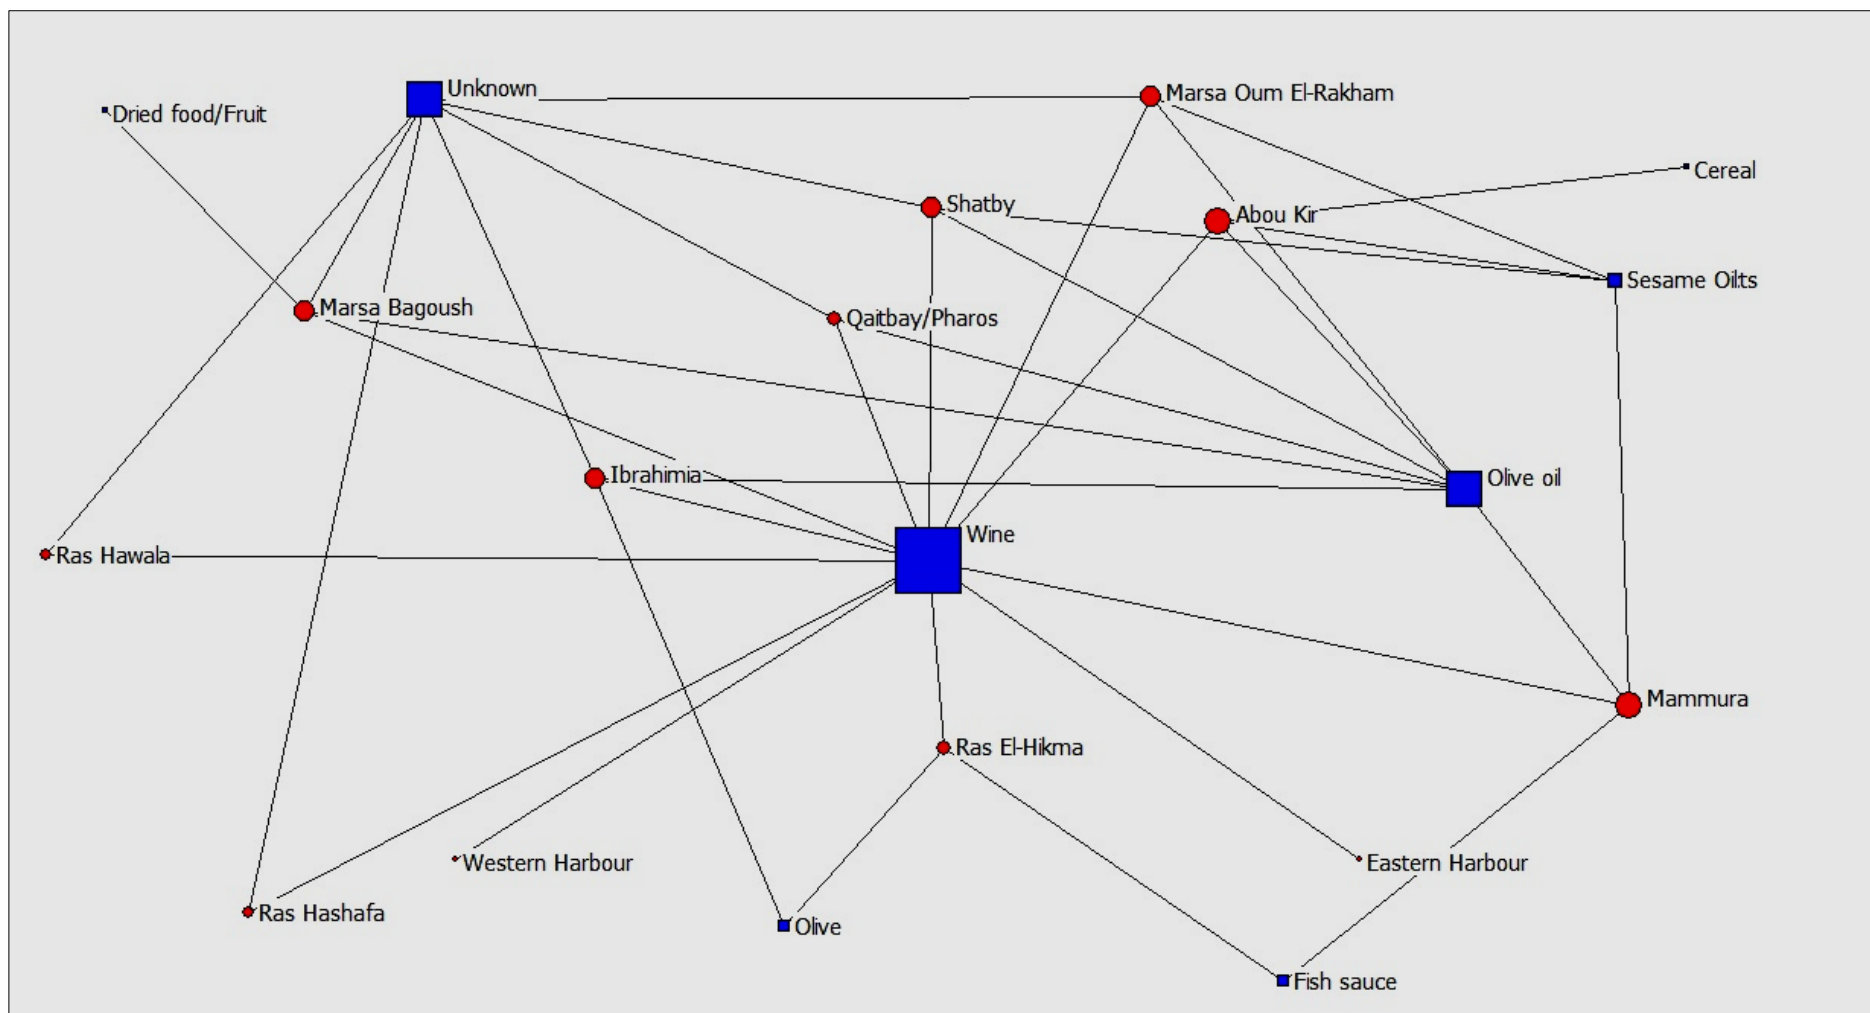 Unknown
Marsa Oum El-Rakham
Dried food/Fruit
Cereal
Shatby
Abou Kir
Sesame Oilts
Marsa Bagoush
Qaitbay/Pharos
Ibrahimia
Olive oil
Wine
Ras Hawala
Mammura
Ras El-Hikma
Western Harbour
Eastern Harbour
Ras Hashafa
Olive
Fish sauce